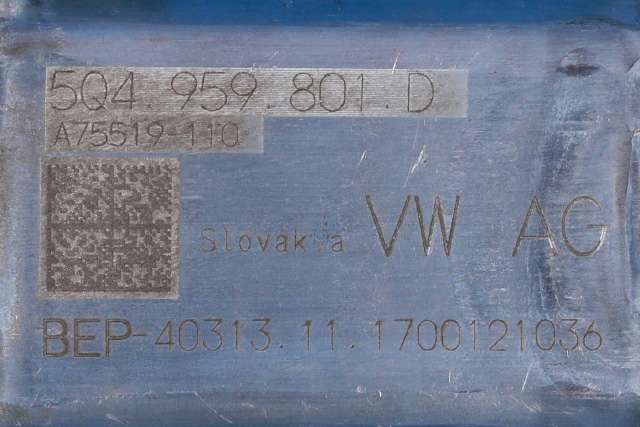 5Q4.959.801.D
A75519-110
Slovakia VW AG
BEP-40313.11.1700121036